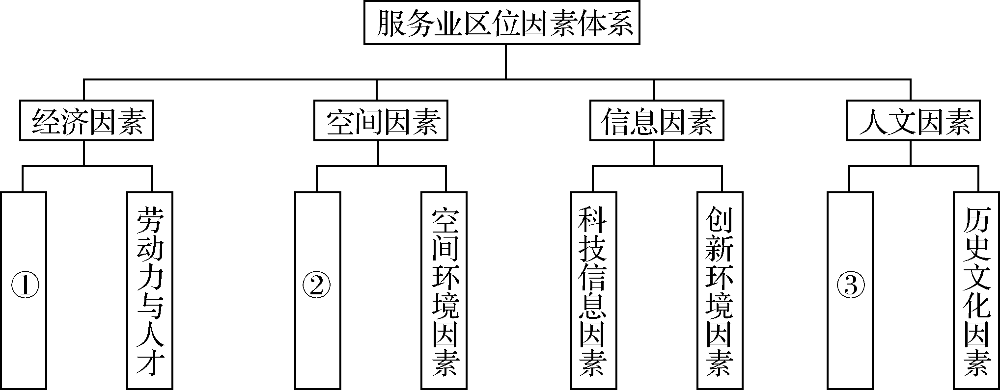 服务业区位因素体系
经济因素
空间因素
信息因素
人文因素
①
劳动力与人才
②
空间环境因素
科技信息因素
创新环境因素
③
历史文化因素